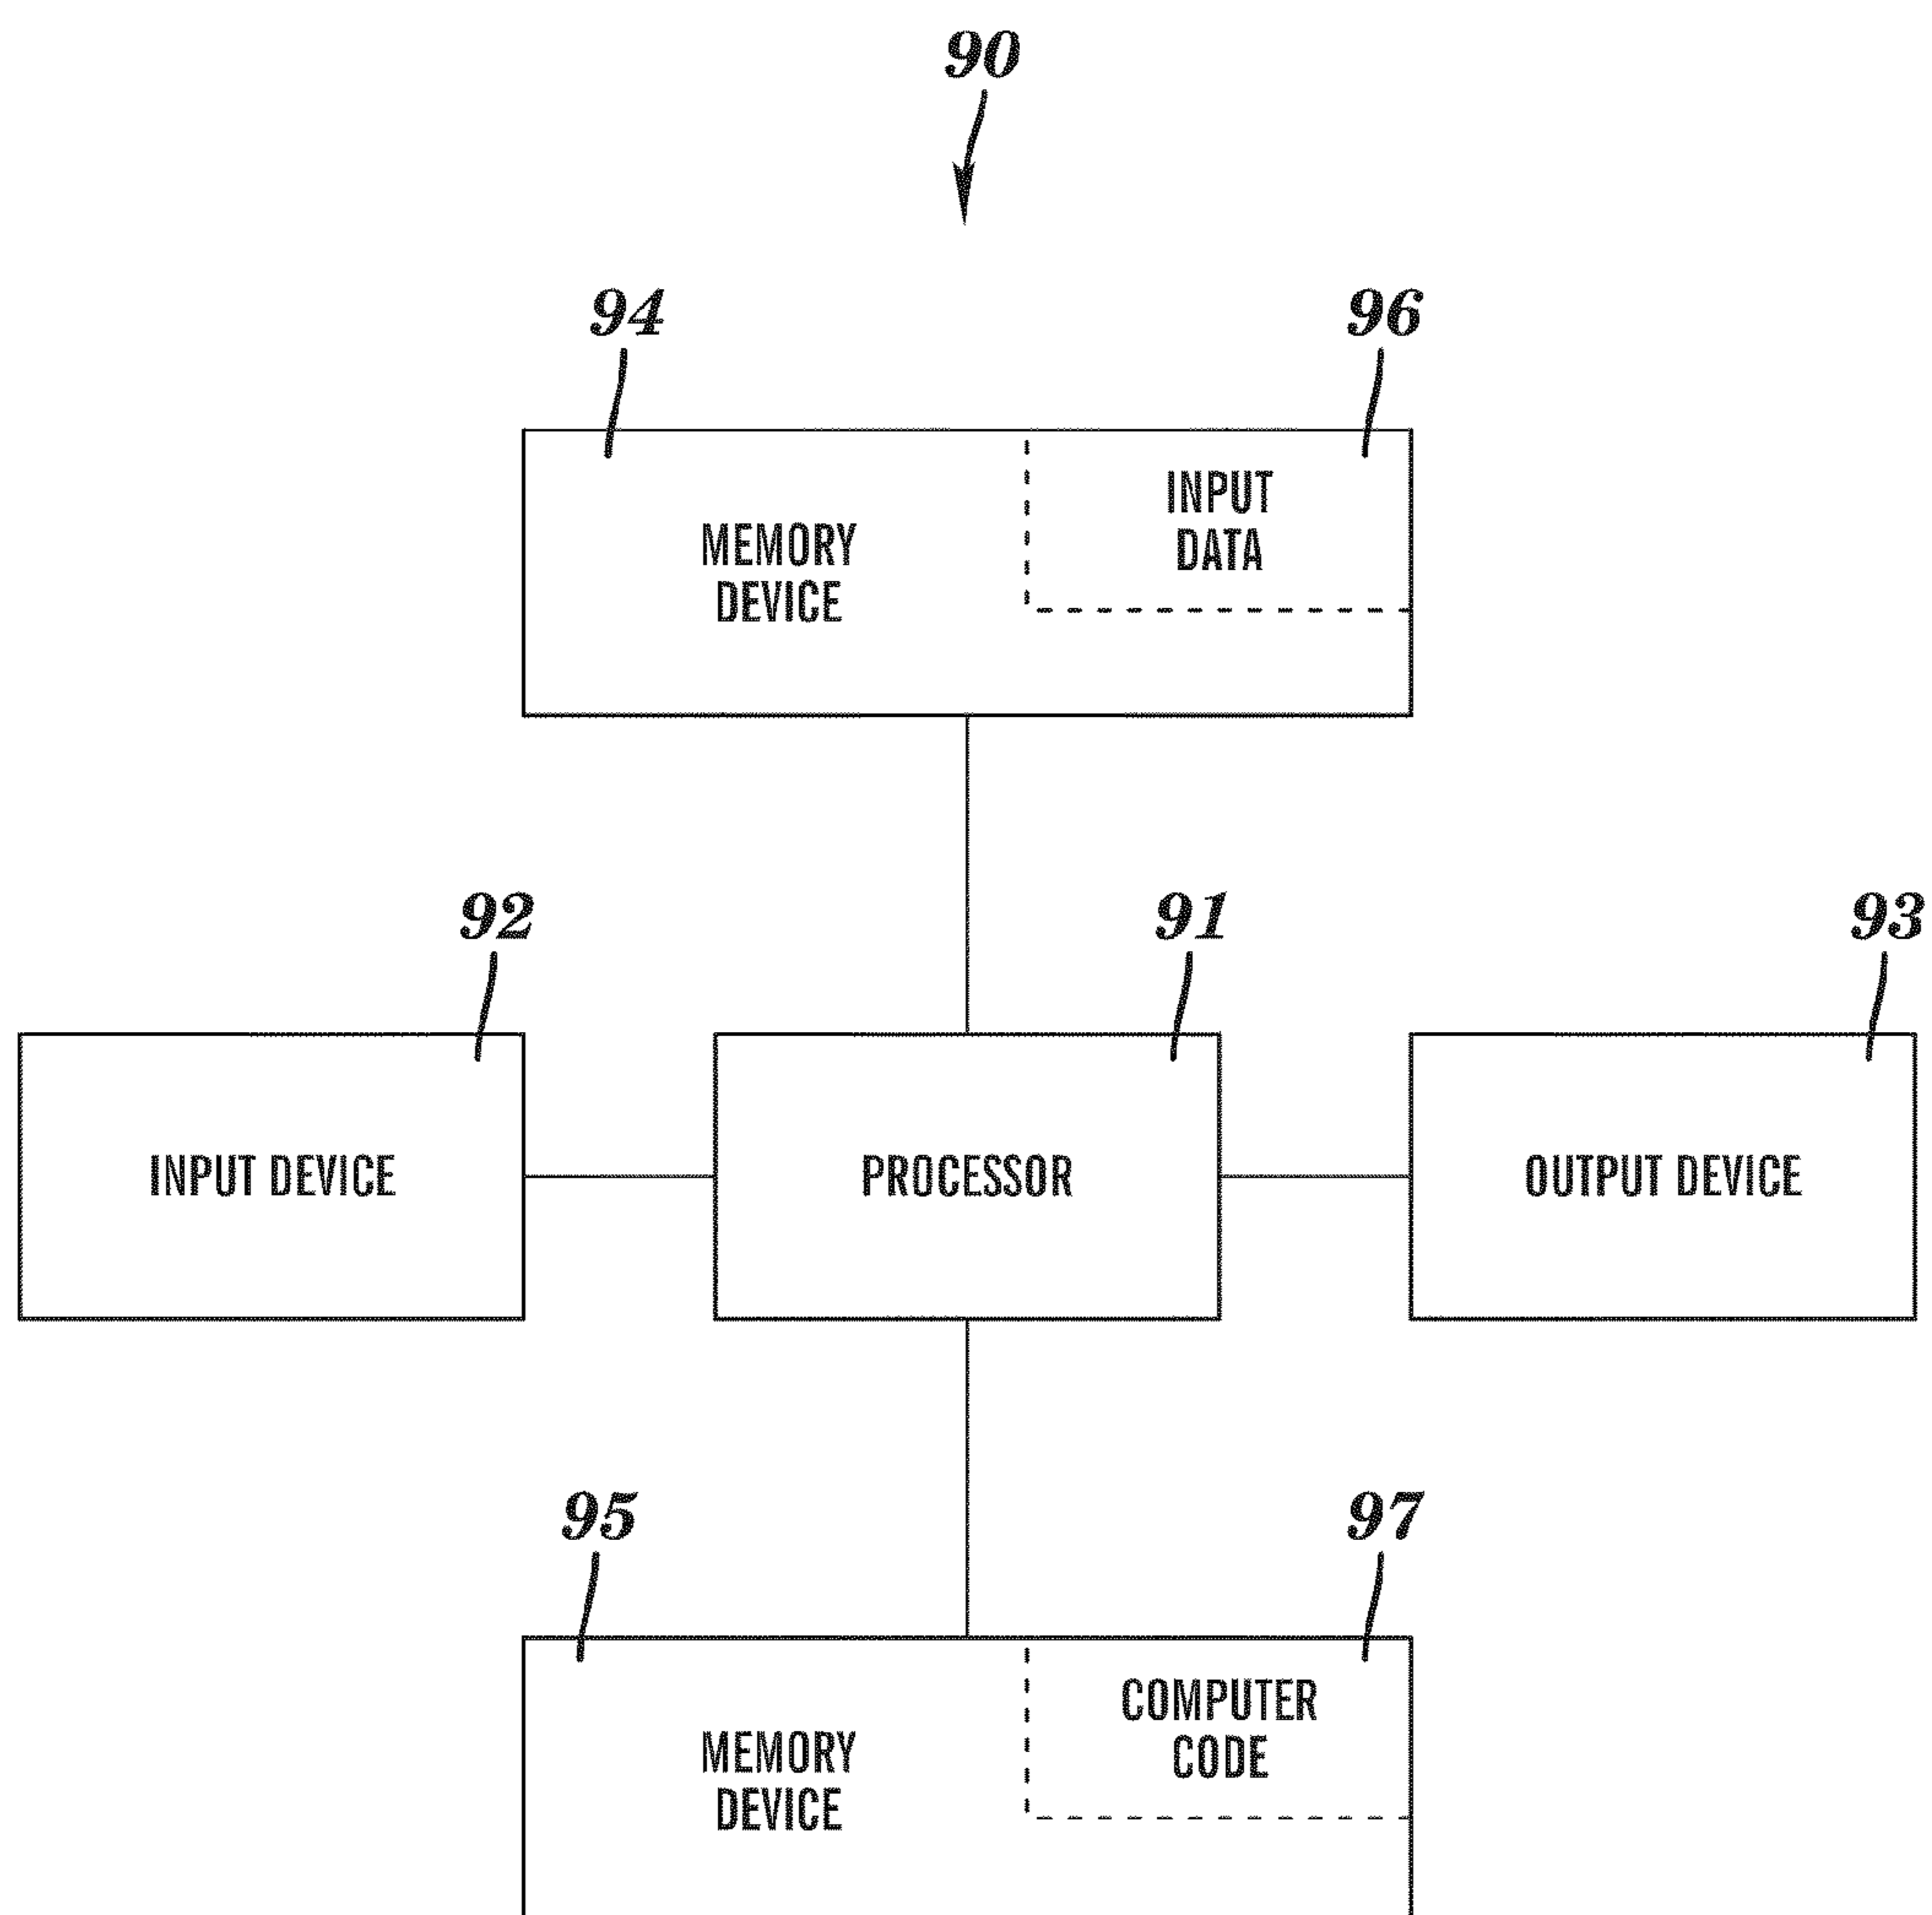 90
94
96
MEMORY
DEVICE
INPUT
DATA
92
91
93
INPUT DEVICE
PROCESSOR
OUTPUT DEVICE
95
97
MEMORY
DEVICE
COMPUTER
CODE